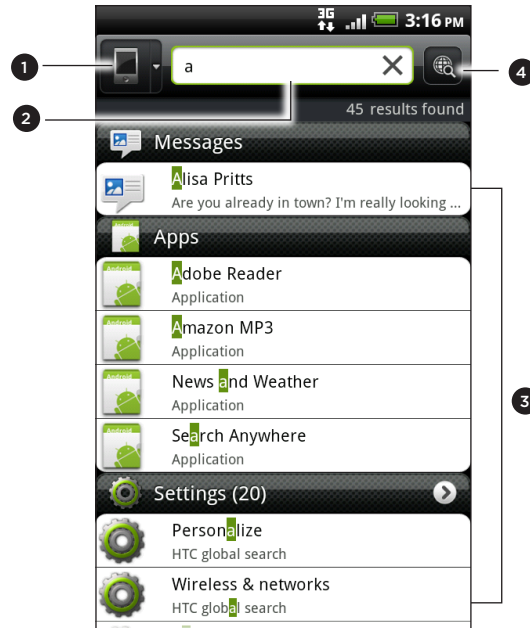 3G 3:16 PM
1
a
4
2
45 results found
Messages
Alisa Pritts
Are you already in town? I'm really looking ...
Apps
Adobe Reader
Application
Amazon MP3
Application
News and Weather
Application
3
Search Anywhere
Application
Settings (20)
Personalize
HTC global search
Wireless & networks
HTC global search